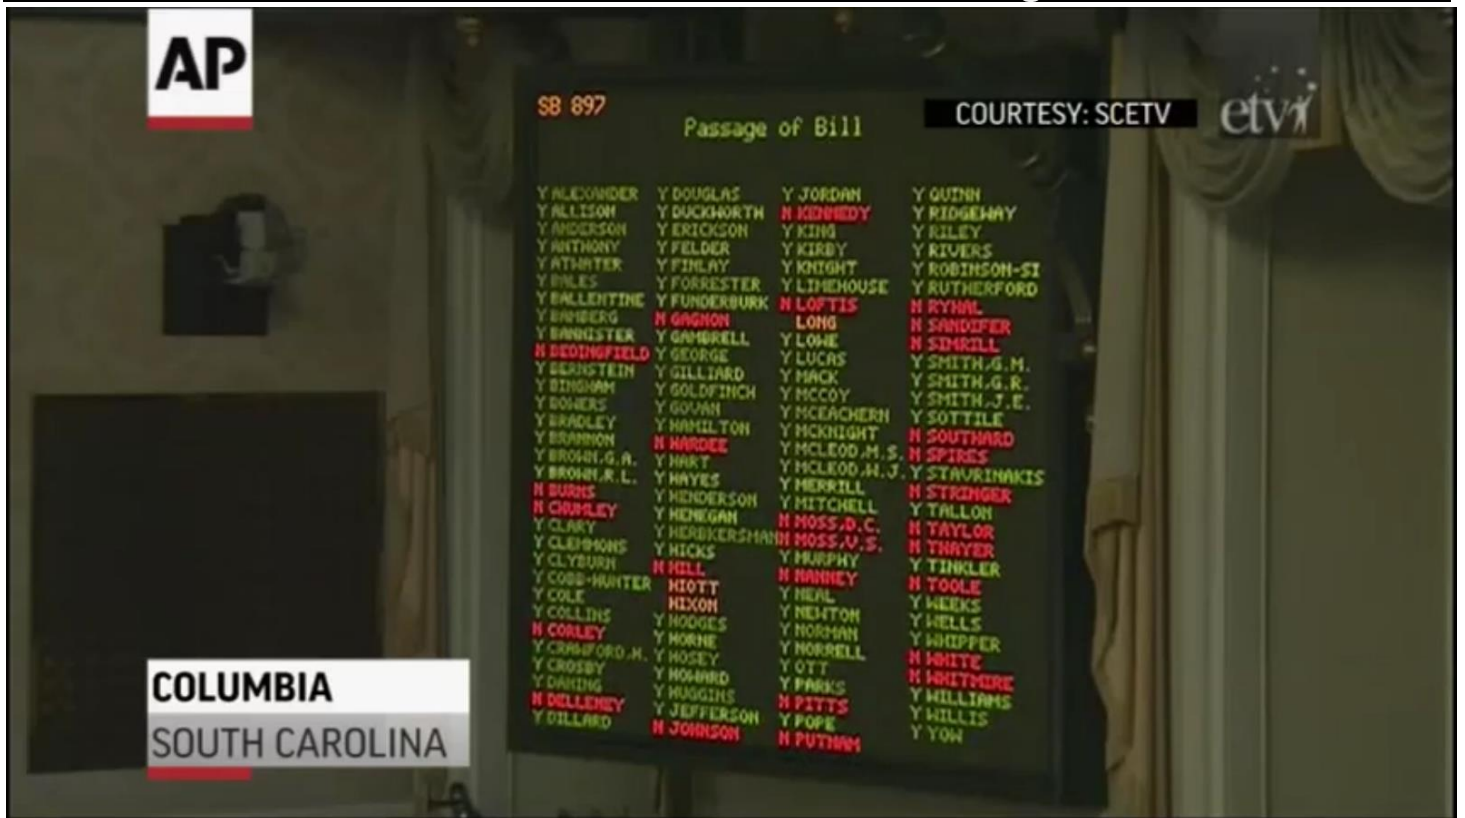 AP
SB 897
Passage of Bill
COURTESY: SCETV
etv
Y ALEXANDER
Y ALLISON
Y ANDERSON
Y ANTHONY
Y ATWATER
Y BALES
Y BALLENTINE
Y BAMBERG
Y BANNISTER
N BEDINGFIELD
Y BERNSTEIN
Y BINGHAM
Y BOWERS
Y BRADLEY
Y BRANNON
Y BROWN,G.A.
Y BROWN,R.L.
N BURNS
N CHUMLEY
Y CLARY
Y CLEMMONS
Y CLYBURN
Y COBB-HUNTER
Y COLE
Y COLLINS
N CORLEY
Y CRAWFORD,H.
Y CROSBY
Y DANING
N DELLENEY
Y DILLARD
Y DOUGLAS
Y DUCKWORTH
Y ERICKSON
Y FELDER
Y FINLAY
Y FORRESTER
Y FUNDERBURK
N GAGNON
Y GAMBRELL
Y GEORGE
Y GILLIARD
Y GOLDFINCH
Y GOVAN
Y HAMILTON
N HARDEE
Y HART
Y HAYES
Y HENDERSON
Y HENEGAN
Y HERBKERSMAN
Y HICKS
N HILL
HIOTT
HIXON
Y HODGES
Y HORNE
Y HOSEY
Y HOWARD
Y HUGGINS
Y JEFFERSON
N JOHNSON
Y JORDAN
N KENNEDY
Y KING
Y KIRBY
Y KNIGHT
Y LIMEHOUSE
N LOFTIS
LONG
Y LOWE
Y LUCAS
Y MACK
Y MCCOY
Y MCEACHERN
Y MCKNIGHT
Y MCLEOD,M.S.
Y MCLEOD,W.J.
Y MERRILL
Y MITCHELL
N MOSS,D.C.
N MOSS,V.S.
Y MURPHY
N NANNEY
Y NEAL
Y NEWTON
Y NORMAN
Y NORRELL
Y OTT
Y PARKS
N PITTS
Y POPE
N PUTNAM
Y QUINN
Y RIDGEWAY
Y RILEY
Y RIVERS
Y ROBINSON-SI
Y RUTHERFORD
N RYHAL
N SANDIFER
N SIMRILL
Y SMITH,G.M.
Y SMITH,G.R.
Y SMITH,J.E.
Y SOTTILE
N SOUTHARD
N SPIRES
Y STAVRINAKIS
N STRINGER
Y TALLON
N TAYLOR
N THAYER
Y TINKLER
N TOOLE
Y WEEKS
Y WELLS
Y WHIPPER
N WHITE
N WHITMIRE
Y WILLIAMS
Y WILLIS
Y YOW
COLUMBIA
SOUTH CAROLINA